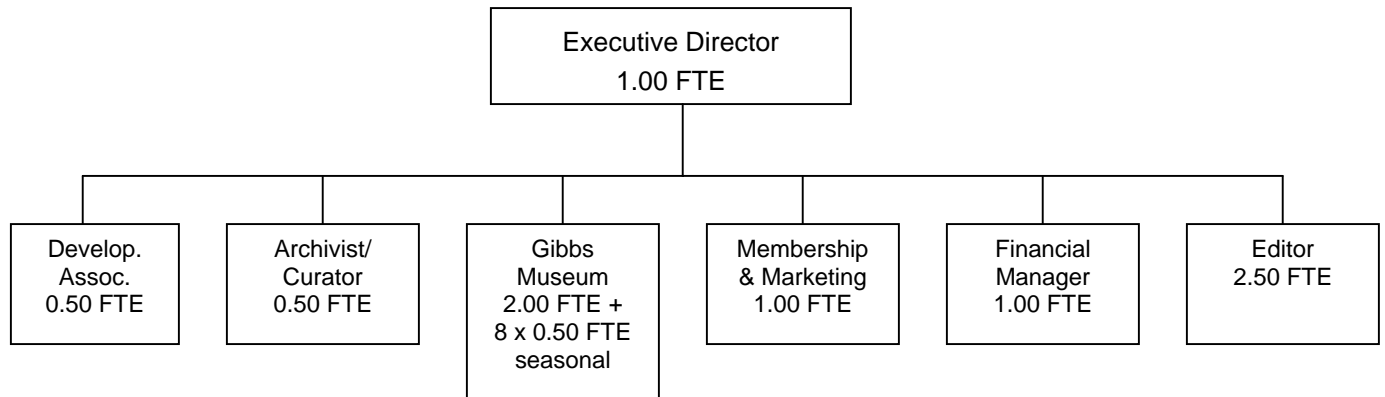 Executive Director
1.00 FTE
Develop.
Assoc.
0.50 FTE
Archivist/
Curator
0.50 FTE
Gibbs
Museum
2.00 FTE +
8 x 0.50 FTE
seasonal
Membership
& Marketing
1.00 FTE
Financial
Manager
1.00 FTE
Editor
2.50 FTE